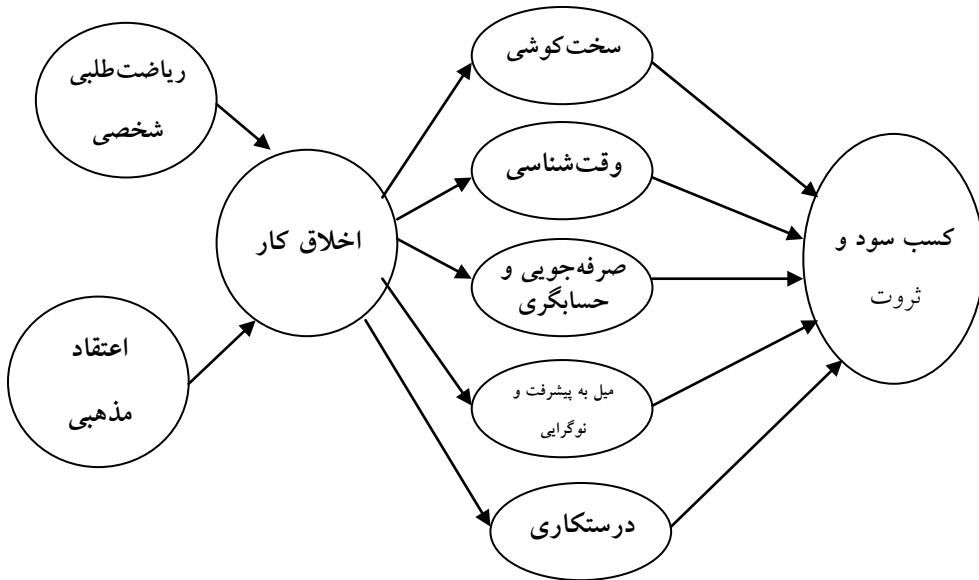 ریاضت‌طلبی
شخصی
اعتقاد
مذهبی
اخلاق کار
سخت‌کوشی
وقت‌شناسی
صرفه‌جویی و
حسابگری
میل به پیشرفت و
نوگرایی
درستکاری
کسب سود و
ثروت